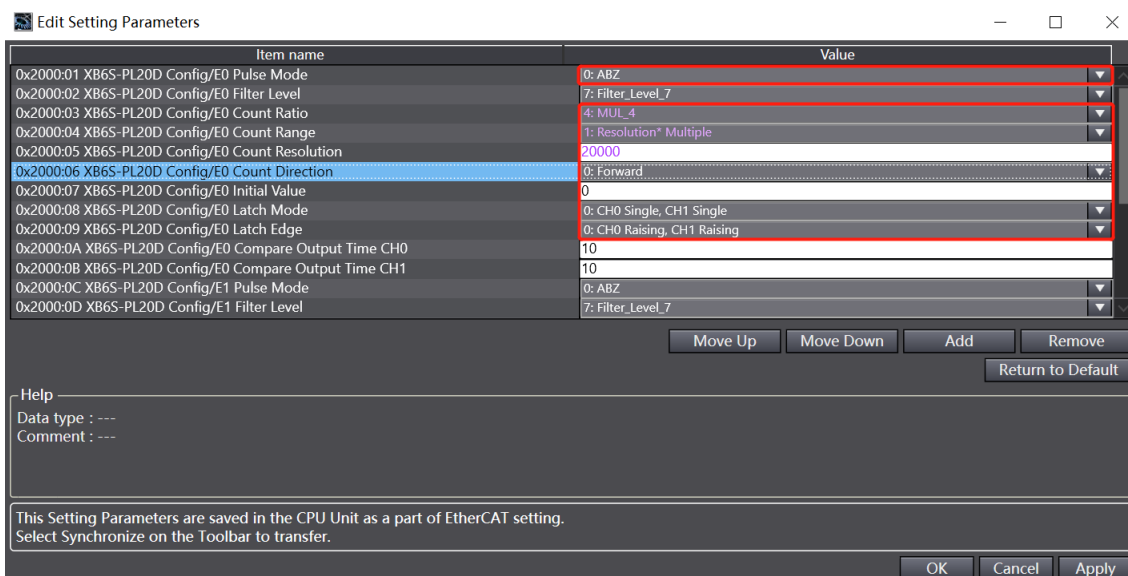 Edit Setting Parameters
Item name Value
0x2000:01 XB6S-PL20D Config/E0 Pulse Mode 0: ABZ
0x2000:02 XB6S-PL20D Config/E0 Filter Level 7: Filter_Level_7
0x2000:03 XB6S-PL20D Config/E0 Count Ratio 4: MUL_4
0x2000:04 XB6S-PL20D Config/E0 Count Range 1: Resolution* Multiple
0x2000:05 XB6S-PL20D Config/E0 Count Resolution 20000
0x2000:06 XB6S-PL20D Config/E0 Count Direction 0: Forward
0x2000:07 XB6S-PL20D Config/E0 Initial Value 0
0x2000:08 XB6S-PL20D Config/E0 Latch Mode 0: CH0 Single, CH1 Single
0x2000:09 XB6S-PL20D Config/E0 Latch Edge 0: CH0 Raising, CH1 Raising
0x2000:0A XB6S-PL20D Config/E0 Compare Output Time CH0 10
0x2000:0B XB6S-PL20D Config/E0 Compare Output Time CH1 10
0x2000:0C XB6S-PL20D Config/E1 Pulse Mode 0: ABZ
0x2000:0D XB6S-PL20D Config/E1 Filter Level 7: Filter_Level_7
Move Up Move Down Add Remove
Return to Default
Help
Data type : ---
Comment : ---
This Setting Parameters are saved in the CPU Unit as a part of EtherCAT setting.
Select Synchronize on the Toolbar to transfer.
OK Cancel Apply